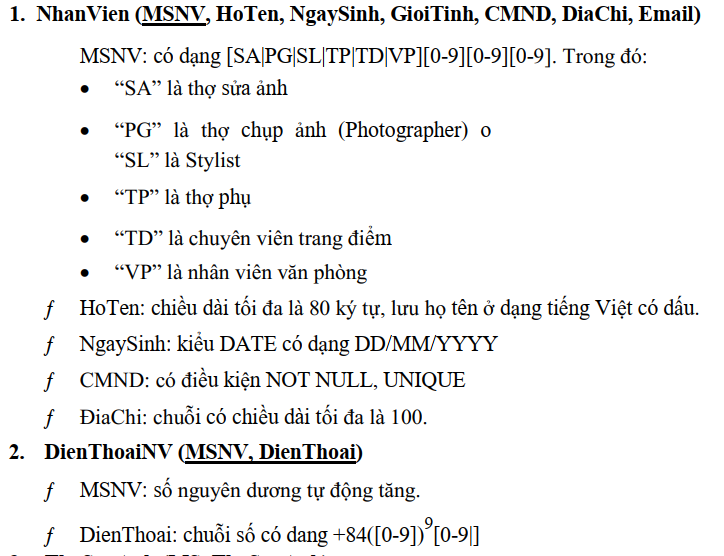 1. NhanVien (MSNV, HoTen, NgaySinh, GioiTinh, CMND, DiaChi, Email)
MSNV: có dạng [SA|PG|SL|TP|TD|VP][0-9][0-9][0-9]. Trong đó:
• “SA” là thợ sửa ảnh
• “PG” là thợ chụp ảnh (Photographer) o
“SL” là Stylist
• “TP” là thợ phụ
• “TD” là chuyên viên trang điểm
• “VP” là nhân viên văn phòng
ƒ HoTen: chiều dài tối đa là 80 ký tự, lưu họ tên ở dạng tiếng Việt có dấu.
ƒ NgaySinh: kiểu DATE có dạng DD/MM/YYYY
ƒ CMND: có điều kiện NOT NULL, UNIQUE
ƒ ĐiaChi: chuỗi có chiều dài tối đa là 100.
2. DienThoaiNV (MSNV, DienThoai)
ƒ MSNV: số nguyên dương tự động tăng.
ƒ DienThoai: chuỗi số có dang +84([0-9])⁹[0-9|]